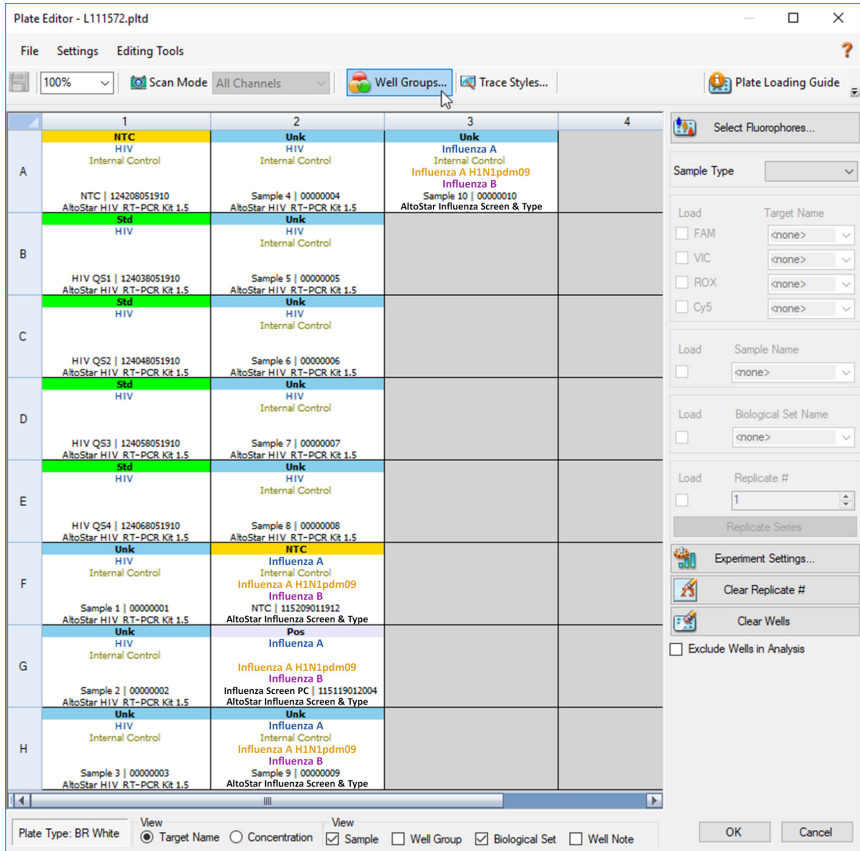 Plate Editor - L111572.pltd
File Settings Editing Tools ?
100% Scan Mode All Channels Well Groups... Trace Styles... Plate Loading Guide
1 2 3 4
A
NTC
HIV
Internal Control
NTC | 124208051910
AltoStar HIV RT-PCR Kit 1.5
Unk
HIV
Internal Control
Sample 4 | 00000004
AltoStar HIV RT-PCR Kit 1.5
Unk
Influenza A
Internal Control
Influenza A H1N1pdm09
Influenza B
Sample 10 | 00000010
AltoStar Influenza Screen & Type
B
Std
HIV
HIV QS1 | 124038051910
AltoStar HIV RT-PCR Kit 1.5
Unk
HIV
Internal Control
Sample 5 | 00000005
AltoStar HIV RT-PCR Kit 1.5
C
Std
HIV
HIV QS2 | 124048051910
AltoStar HIV RT-PCR Kit 1.5
Unk
HIV
Internal Control
Sample 6 | 00000006
AltoStar HIV RT-PCR Kit 1.5
D
Std
HIV
HIV QS3 | 124058051910
AltoStar HIV RT-PCR Kit 1.5
Unk
HIV
Internal Control
Sample 7 | 00000007
AltoStar HIV RT-PCR Kit 1.5
E
Std
HIV
HIV QS4 | 124068051910
AltoStar HIV RT-PCR Kit 1.5
Unk
HIV
Internal Control
Sample 8 | 00000008
AltoStar HIV RT-PCR Kit 1.5
F
Unk
HIV
Internal Control
Sample 1 | 00000001
AltoStar HIV RT-PCR Kit 1.5
NTC
Influenza A
Internal Control
Influenza A H1N1pdm09
Influenza B
NTC | 115209011912
AltoStar Influenza Screen & Type
G
Unk
HIV
Internal Control
Sample 2 | 00000002
AltoStar HIV RT-PCR Kit 1.5
Pos
Influenza A
Influenza A H1N1pdm09
Influenza B
Influenza Screen PC | 115119012004
AltoStar Influenza Screen & Type
H
Unk
HIV
Internal Control
Sample 3 | 00000003
AltoStar HIV RT-PCR Kit 1.5
Unk
Influenza A
Internal Control
Influenza A H1N1pdm09
Influenza B
Sample 9 | 00000009
AltoStar Influenza Screen & Type
Select Fluorophores...
Sample Type
Load Target Name
FAM <none>
VIC <none>
ROX <none>
Cy5 <none>
Load Sample Name
<none>
Load Biological Set Name
<none>
Load Replicate #
1
Replicate Series
Experiment Settings...
Clear Replicate #
Clear Wells
Exclude Wells in Analysis
Plate Type: BR White
View
Target Name Concentration
View
Sample Well Group Biological Set Well Note
OK Cancel